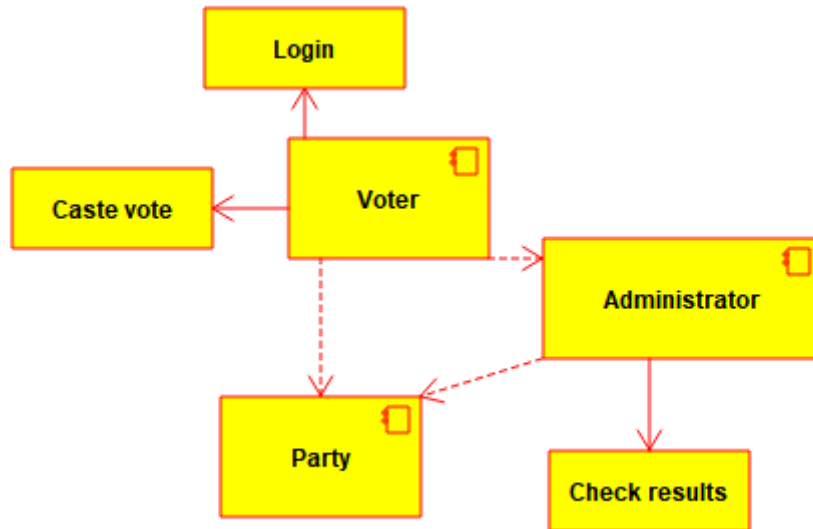 Login
Voter
Caste vote
Administrator
Party
Check results